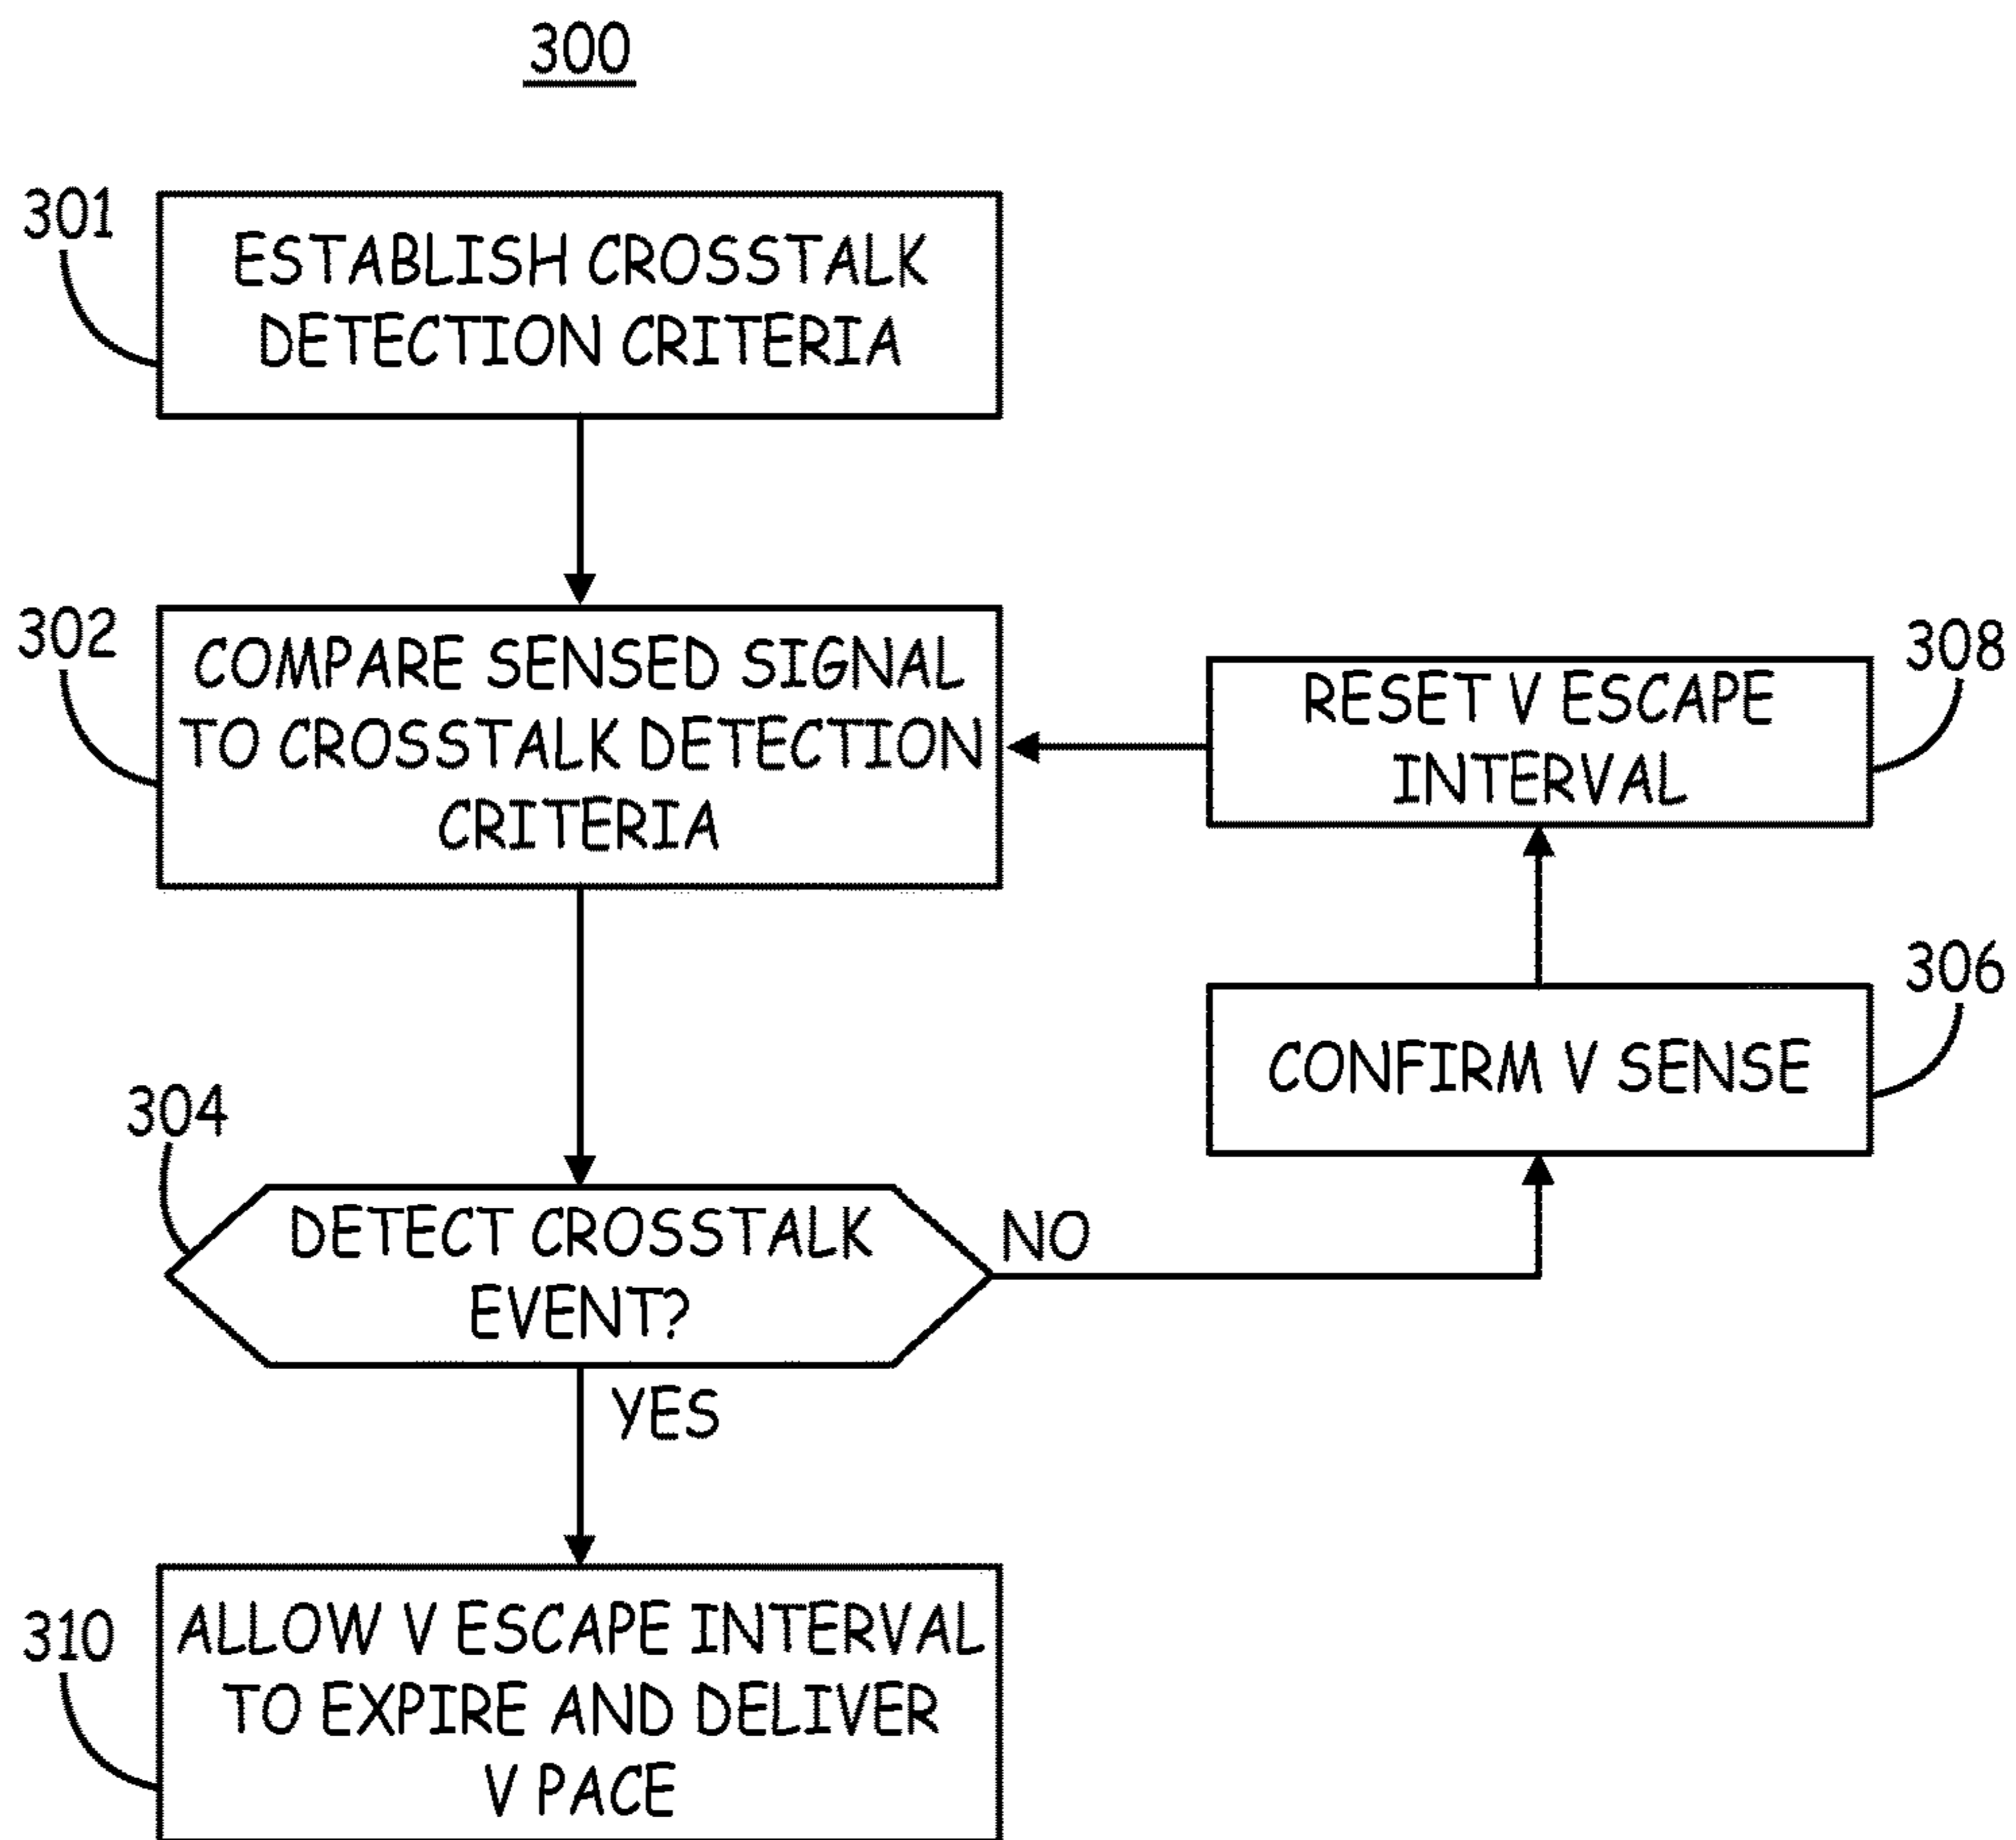 300
301
ESTABLISH CROSSTALK
DETECTION CRITERIA
302
COMPARE SENSED SIGNAL
TO CROSSTALK DETECTION
CRITERIA
308
RESET V ESCAPE
INTERVAL
306
CONFIRM V SENSE
304
DETECT CROSSTALK
EVENT?
NO
YES
310
ALLOW V ESCAPE INTERVAL
TO EXPIRE AND DELIVER
V PACE